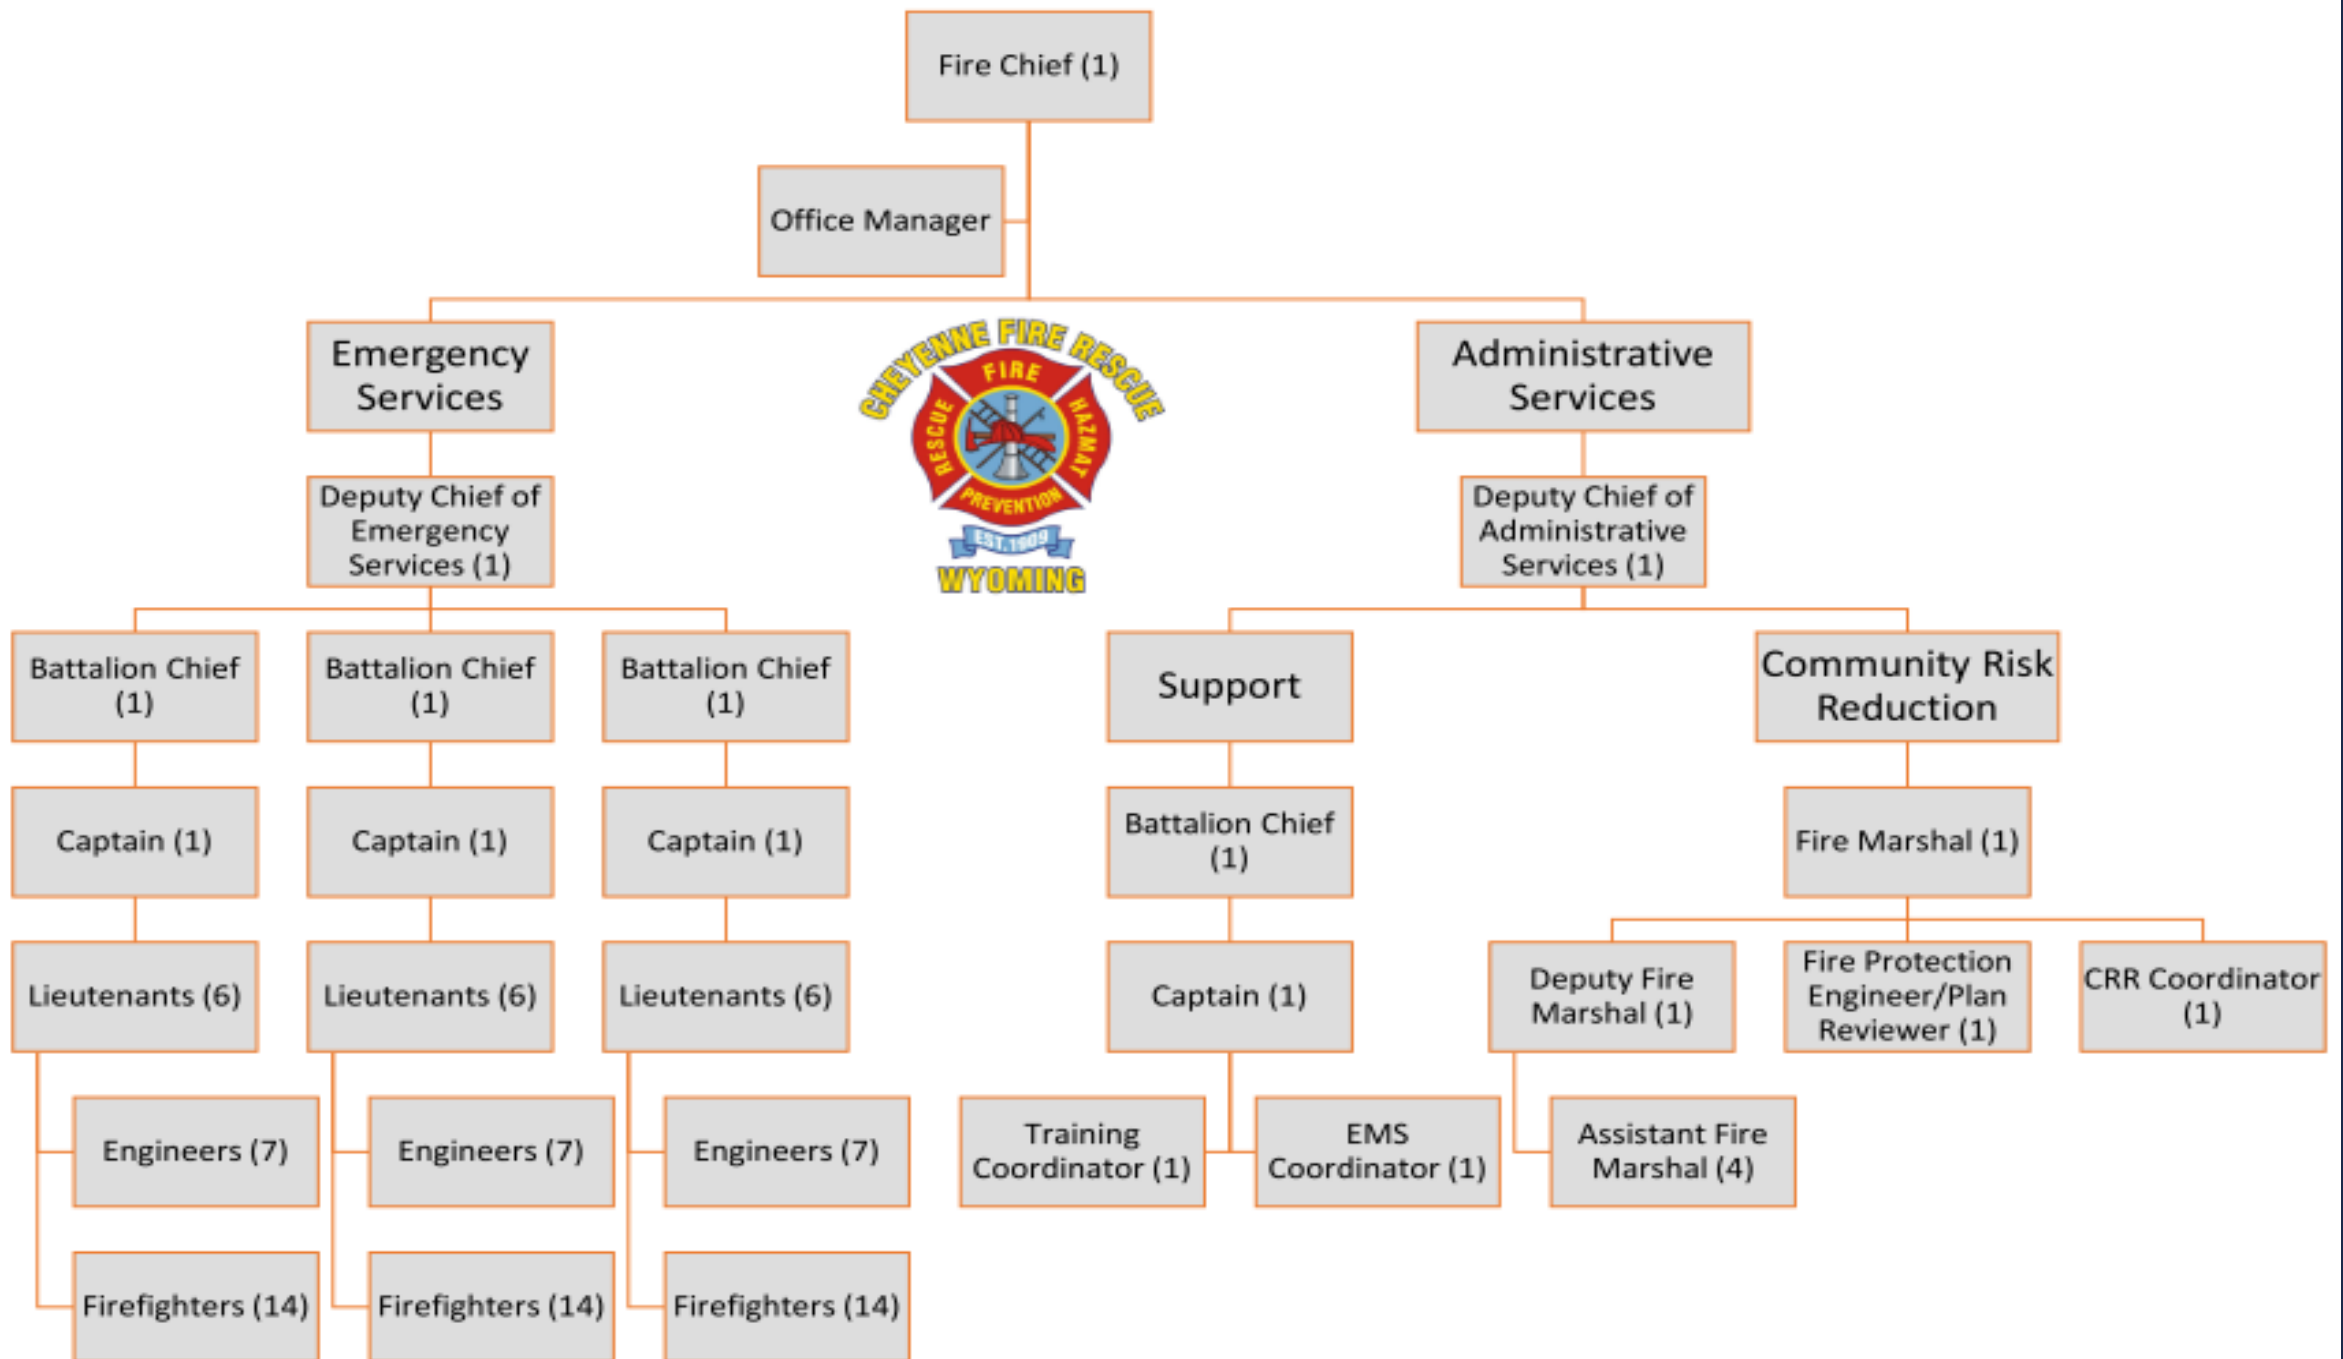 Fire Chief (1)
Office Manager
Emergency
Services
Administrative
Services
CHEYENNE FIRE RESCUE
FIRE
RESCUE
HAZMAT
PREVENTION
EST.1909
WYOMING
Deputy Chief of
Emergency
Services (1)
Deputy Chief of
Administrative
Services (1)
Battalion Chief
(1)
Battalion Chief
(1)
Battalion Chief
(1)
Support
Community Risk
Reduction
Captain (1)
Captain (1)
Captain (1)
Battalion Chief
(1)
Fire Marshal (1)
Lieutenants (6)
Lieutenants (6)
Lieutenants (6)
Captain (1)
Deputy Fire
Marshal (1)
Fire Protection
Engineer/Plan
Reviewer (1)
CRR Coordinator
(1)
Engineers (7)
Engineers (7)
Engineers (7)
Training
Coordinator (1)
EMS
Coordinator (1)
Assistant Fire
Marshal (4)
Firefighters (14)
Firefighters (14)
Firefighters (14)